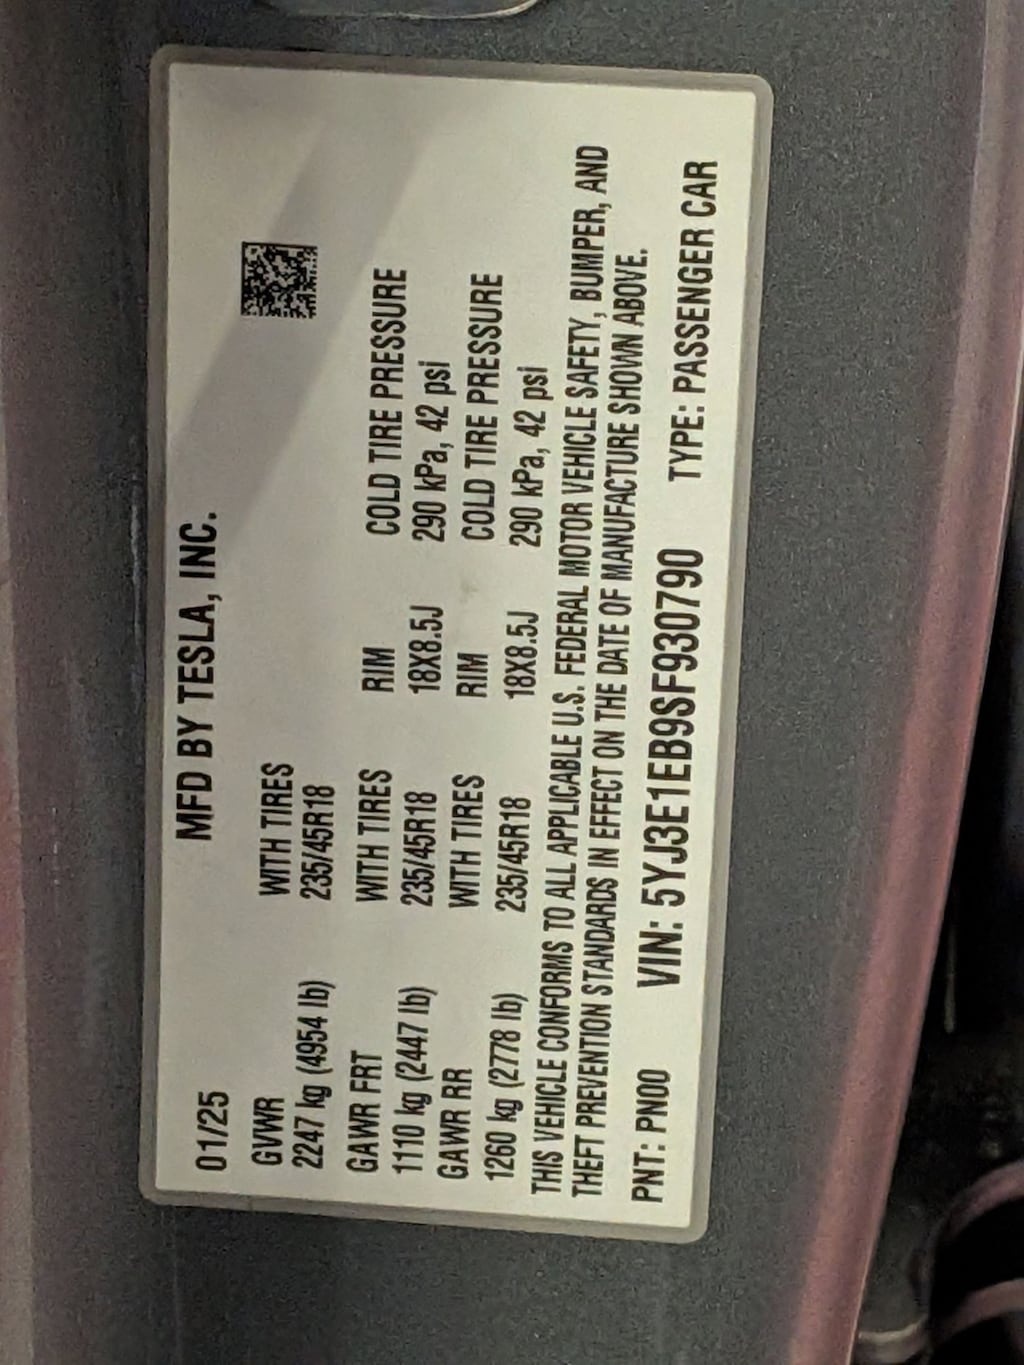 01/25 MFD BY TESLA, INC.
GVWR WITH TIRES
2247 kg (4954 lb) 235/45R18
GAWR FRT WITH TIRES RIM COLD TIRE PRESSURE
1110 kg (2447 lb) 235/45R18 18X8.5J 290 kPa, 42 psi
GAWR RR WITH TIRES RIM COLD TIRE PRESSURE
1260 kg (2778 lb) 235/45R18 18X8.5J 290 kPa, 42 psi
THIS VEHICLE CONFORMS TO ALL APPLICABLE U.S. FEDERAL MOTOR VEHICLE SAFETY, BUMPER, AND
THEFT PREVENTION STANDARDS IN EFFECT ON THE DATE OF MANUFACTURE SHOWN ABOVE.
PNT: PN00 VIN: 5YJ3E1EB9SF930790 TYPE: PASSENGER CAR